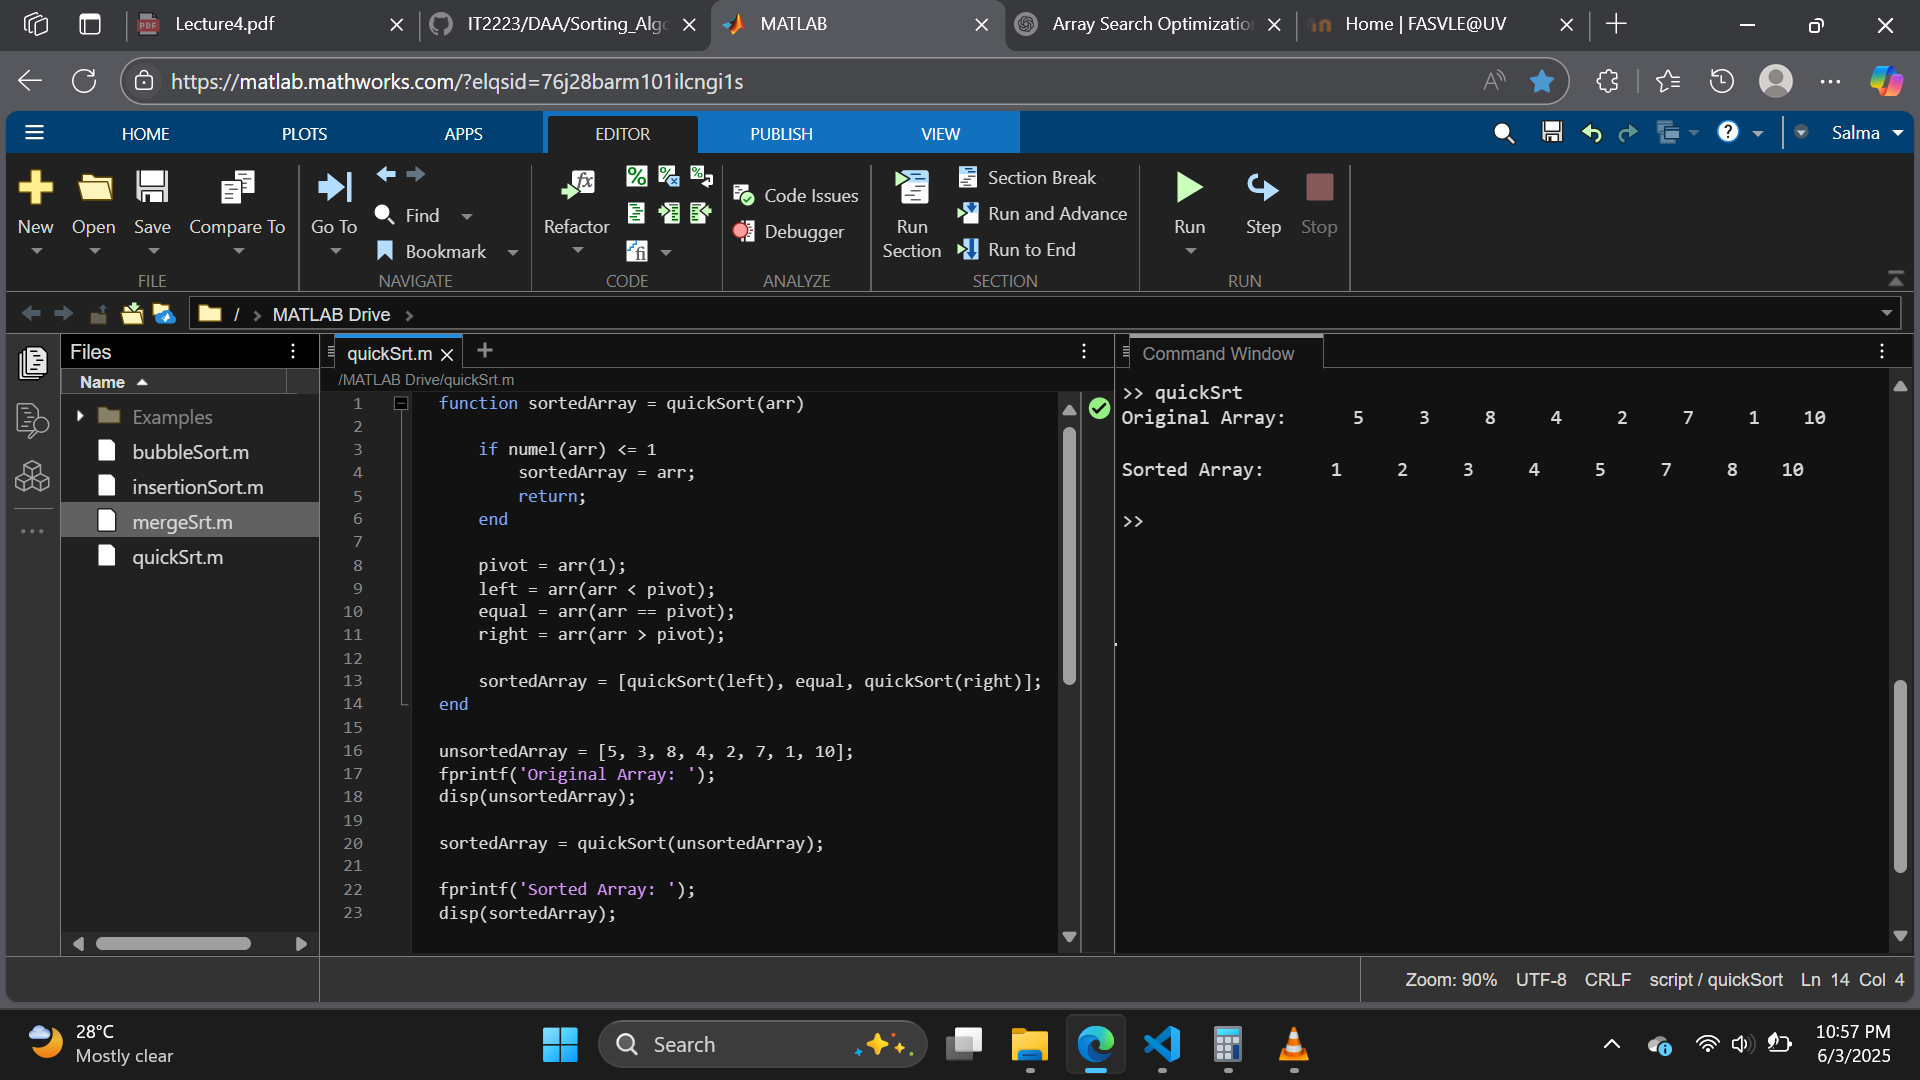 Lecture4.pdf
IT2223/DAA/Sorting_Algo
MATLAB
Array Search Optimization
Home | FASVLE@UV
https://matlab.mathworks.com/?elqsid=76j28barm101ilcngi1s
HOME
PLOTS
APPS
EDITOR
PUBLISH
VIEW
Salma
New
Open
Save
Compare To
FILE
Go To
Find
Bookmark
NAVIGATE
Refactor
CODE
Code Issues
Debugger
ANALYZE
Run Section
Section Break
Run and Advance
Run to End
SECTION
Run
Step
Stop
RUN
/ › MATLAB Drive ›
Files
Name
Examples
bubbleSort.m
insertionSort.m
mergeSrt.m
quickSrt.m
quickSrt.m
/MATLAB Drive/quickSrt.m
1 function sortedArray = quickSort(arr)
2
3 if numel(arr) <= 1
4 sortedArray = arr;
5 return;
6 end
7
8 pivot = arr(1);
9 left = arr(arr < pivot);
10 equal = arr(arr == pivot);
11 right = arr(arr > pivot);
12
13 sortedArray = [quickSort(left), equal, quickSort(right)];
14 end
15
16 unsortedArray = [5, 3, 8, 4, 2, 7, 1, 10];
17 fprintf('Original Array: ');
18 disp(unsortedArray);
19
20 sortedArray = quickSort(unsortedArray);
21
22 fprintf('Sorted Array: ');
23 disp(sortedArray);
Command Window
>> quickSrt
Original Array: 5 3 8 4 2 7 1 10
Sorted Array: 1 2 3 4 5 7 8 10
>>
Zoom: 90% UTF-8 CRLF script / quickSort Ln 14 Col 4
28°C
Mostly clear
Search
10:57 PM
6/3/2025